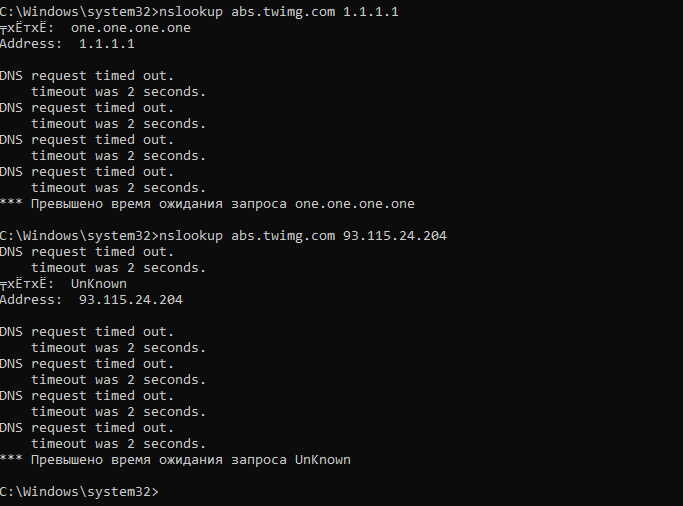 C:\Windows\system32>nslookup abs.twimg.com 1.1.1.1
╤хЁтхЁ:  one.one.one.one
Address:  1.1.1.1

DNS request timed out.
    timeout was 2 seconds.
DNS request timed out.
    timeout was 2 seconds.
DNS request timed out.
    timeout was 2 seconds.
DNS request timed out.
    timeout was 2 seconds.
*** Превышено время ожидания запроса one.one.one.one

C:\Windows\system32>nslookup abs.twimg.com 93.115.24.204
DNS request timed out.
    timeout was 2 seconds.
╤хЁтхЁ:  UnKnown
Address:  93.115.24.204

DNS request timed out.
    timeout was 2 seconds.
DNS request timed out.
    timeout was 2 seconds.
DNS request timed out.
    timeout was 2 seconds.
DNS request timed out.
    timeout was 2 seconds.
*** Превышено время ожидания запроса UnKnown

C:\Windows\system32>